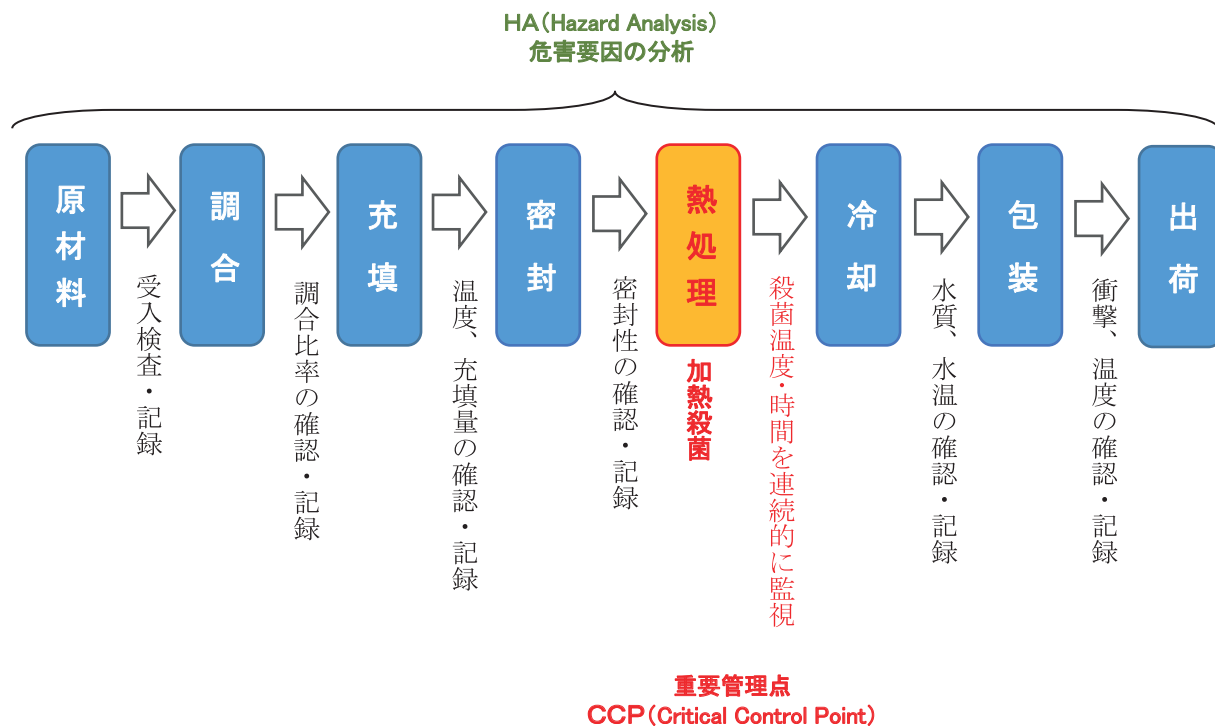 HA(Hazard Analysis)
危害要因の分析
原材料
受入検査・記録
調合
調合比率の確認・記録
充填
温度、充填量の確認・記録
密封
密封性の確認・記録
熱処理
加熱殺菌
殺菌温度・時間を連続的に監視
冷却
水質、水温の確認・記録
包装
衝撃、温度の確認・記録
出荷
重要管理点
CCP(Critical Control Point)